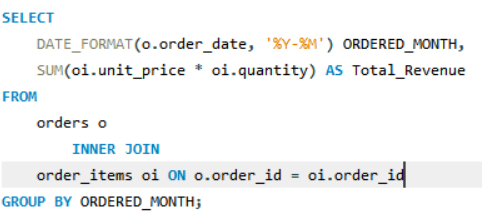 SELECT
DATE_FORMAT(o.order_date, '%Y-%M') ORDERED_MONTH,
SUM(oi.unit_price * oi.quantity) AS Total_Revenue
FROM
orders o
INNER JOIN
order_items oi ON o.order_id = oi.order_id
GROUP BY ORDERED_MONTH;